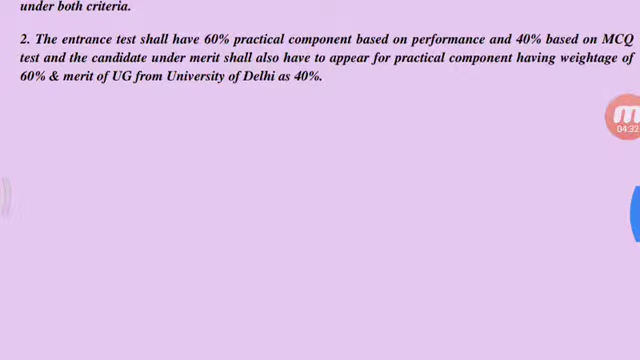 under both criteria.
2. The entrance test shall have 60% practical component based on performance and 40% based on MCQ
test and the candidate under merit shall also have to appear for practical component having weightage of
60% & merit of UG from University of Delhi as 40%.
04:32